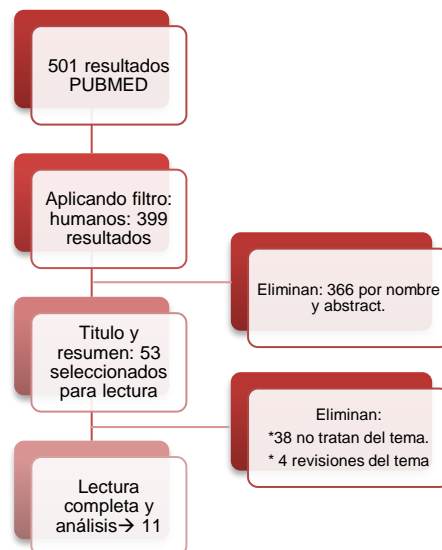 501 resultados
PUBMED
Aplicando filtro:
humanos: 399
resultados
Eliminan: 366 por nombre
y abstract.
Titulo y
resumen: 53
seleccionados
para lectura
Eliminan:
*38 no tratan del tema.
* 4 revisiones del tema
Lectura
completa y
análisis→ 11